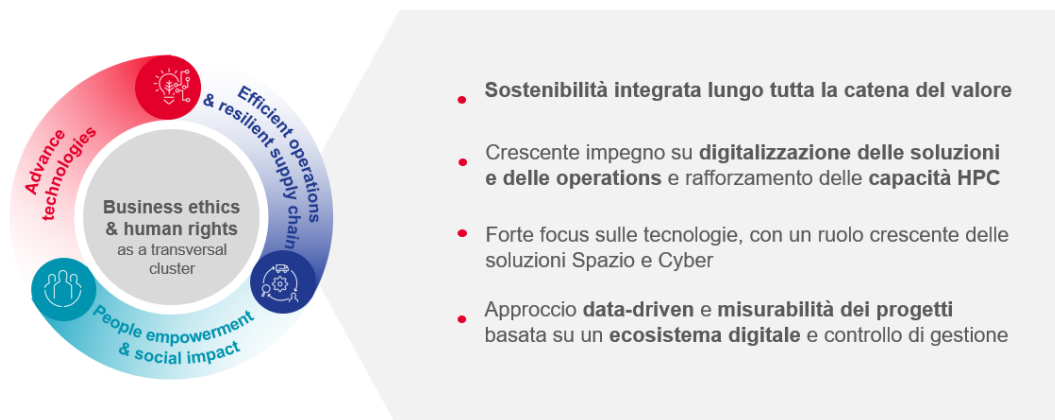 Advance
technologies
Efficient operations
& resilient supply chain
Business ethics
& human rights
as a transversal
cluster
People empowerment
& social impact
Sostenibilità integrata lungo tutta la catena del valore
Crescente impegno su digitalizzazione delle soluzioni
e delle operations e rafforzamento delle capacità HPC
Forte focus sulle tecnologie, con un ruolo crescente delle
soluzioni Spazio e Cyber
Approccio data-driven e misurabilità dei progetti
basata su un ecosistema digitale e controllo di gestione